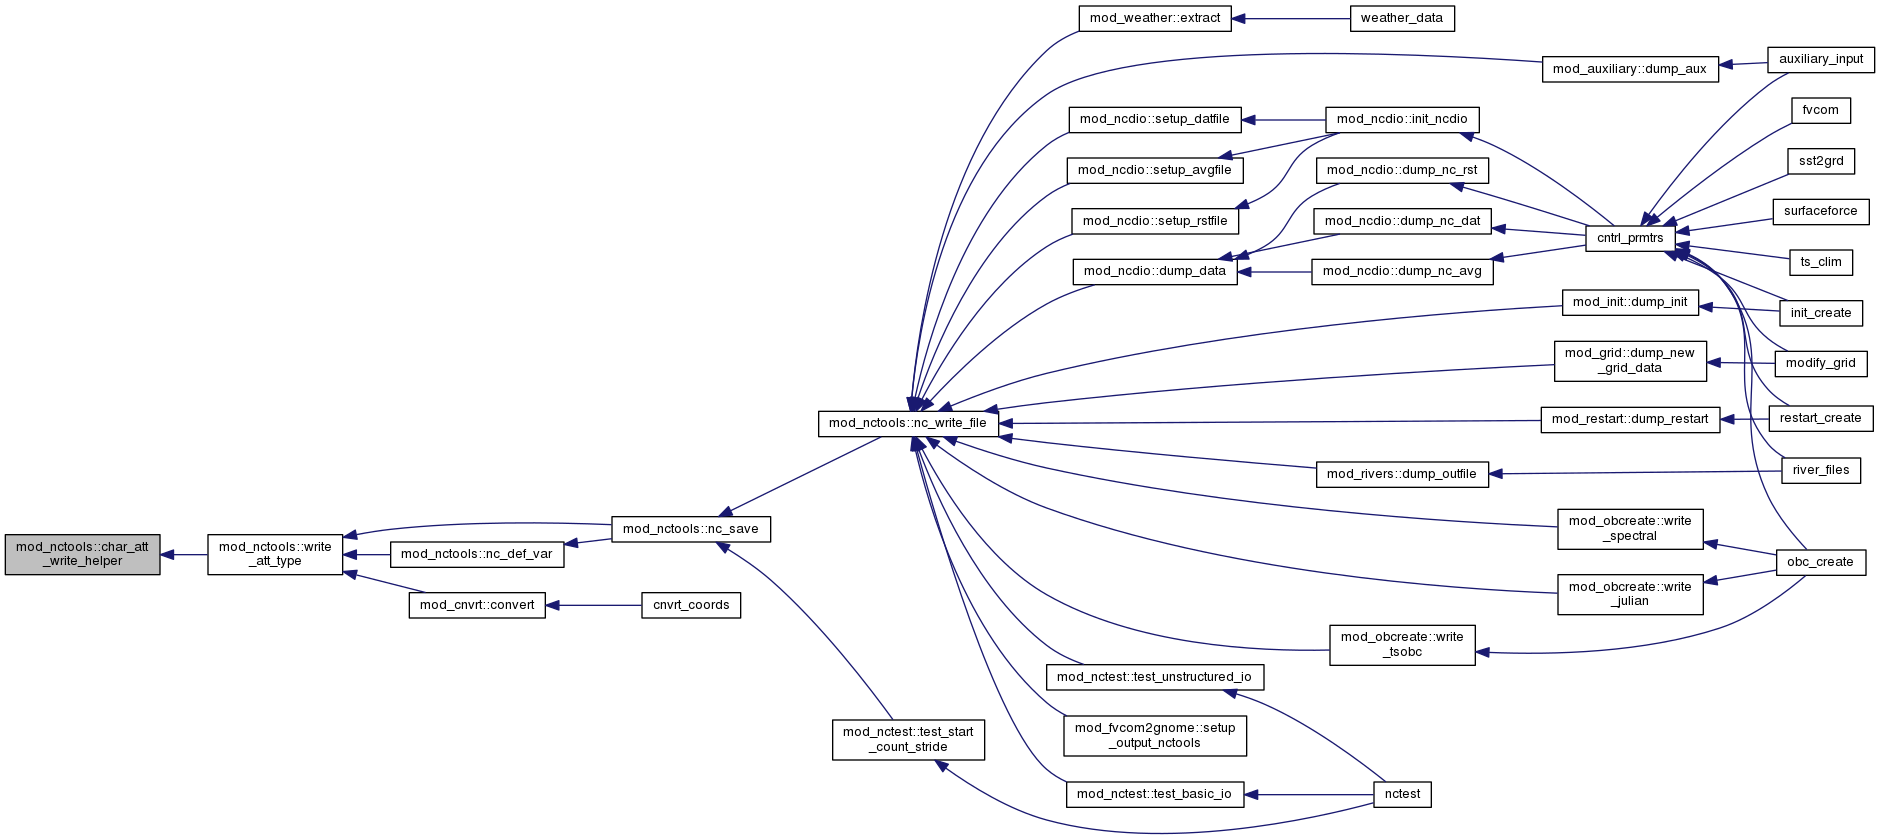 mod_weather::extract
weather_data
mod_auxiliary::dump_aux
auxiliary_input
mod_ncdio::setup_datfile
mod_ncdio::init_ncdio
fvcom
mod_ncdio::setup_avgfile
mod_ncdio::dump_nc_rst
sst2grd
mod_ncdio::setup_rstfile
mod_ncdio::dump_nc_dat
cntrl_prmtrs
surfaceforce
mod_ncdio::dump_data
mod_ncdio::dump_nc_avg
ts_clim
mod_init::dump_init
init_create
mod_grid::dump_new
_grid_data
modify_grid
mod_nctools::nc_write_file
mod_restart::dump_restart
restart_create
mod_rivers::dump_outfile
river_files
mod_nctools::char_att
_write_helper
mod_nctools::write
_att_type
mod_nctools::nc_save
mod_nctools::nc_def_var
mod_cnvrt::convert
cnvrt_coords
mod_obcreate::write
_spectral
obc_create
mod_obcreate::write
_julian
mod_obcreate::write
_tsobc
mod_nctest::test_unstructured_io
mod_nctest::test_start
_count_stride
mod_fvcom2gnome::setup
_output_nctools
mod_nctest::test_basic_io
nctest